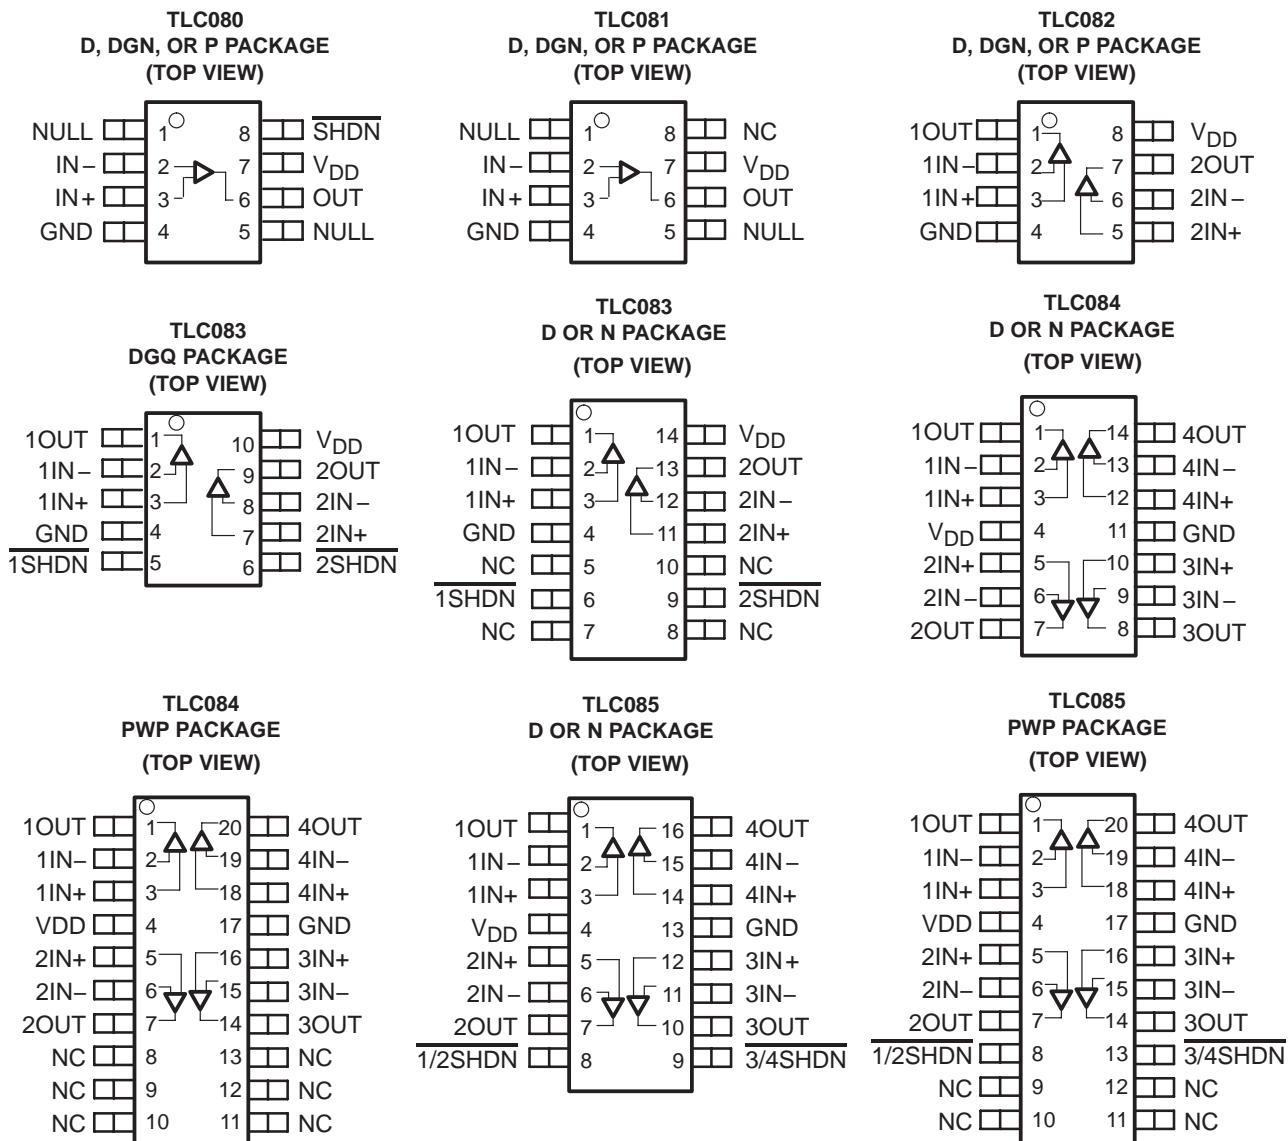 TLC080
D, DGN, OR P PACKAGE
(TOP VIEW)
NULL 1 8 SHDN
IN− 2 7 VDD
IN+ 3 6 OUT
GND 4 5 NULL
TLC081
D, DGN, OR P PACKAGE
(TOP VIEW)
NULL 1 8 NC
IN− 2 7 VDD
IN+ 3 6 OUT
GND 4 5 NULL
TLC082
D, DGN, OR P PACKAGE
(TOP VIEW)
1OUT 1 8 VDD
1IN− 2 7 2OUT
1IN+ 3 6 2IN−
GND 4 5 2IN+
TLC083
DGQ PACKAGE
(TOP VIEW)
1OUT 1 10 VDD
1IN− 2 9 2OUT
1IN+ 3 8 2IN−
GND 4 7 2IN+
1SHDN 5 6 2SHDN
TLC083
D OR N PACKAGE
(TOP VIEW)
1OUT 1 14 VDD
1IN− 2 13 2OUT
1IN+ 3 12 2IN−
GND 4 11 2IN+
NC 5 10 NC
1SHDN 6 9 2SHDN
NC 7 8 NC
TLC084
D OR N PACKAGE
(TOP VIEW)
1OUT 1 14 4OUT
1IN− 2 13 4IN−
1IN+ 3 12 4IN+
VDD 4 11 GND
2IN+ 5 10 3IN+
2IN− 6 9 3IN−
2OUT 7 8 3OUT
TLC084
PWP PACKAGE
(TOP VIEW)
1OUT 1 20 4OUT
1IN− 2 19 4IN−
1IN+ 3 18 4IN+
VDD 4 17 GND
2IN+ 5 16 3IN+
2IN− 6 15 3IN−
2OUT 7 14 3OUT
NC 8 13 NC
NC 9 12 NC
NC 10 11 NC
TLC085
D OR N PACKAGE
(TOP VIEW)
1OUT 1 16 4OUT
1IN− 2 15 4IN−
1IN+ 3 14 4IN+
VDD 4 13 GND
2IN+ 5 12 3IN+
2IN− 6 11 3IN−
2OUT 7 10 3OUT
1/2SHDN 8 9 3/4SHDN
TLC085
PWP PACKAGE
(TOP VIEW)
1OUT 1 20 4OUT
1IN− 2 19 4IN−
1IN+ 3 18 4IN+
VDD 4 17 GND
2IN+ 5 16 3IN+
2IN− 6 15 3IN−
2OUT 7 14 3OUT
1/2SHDN 8 13 3/4SHDN
NC 9 12 NC
NC 10 11 NC